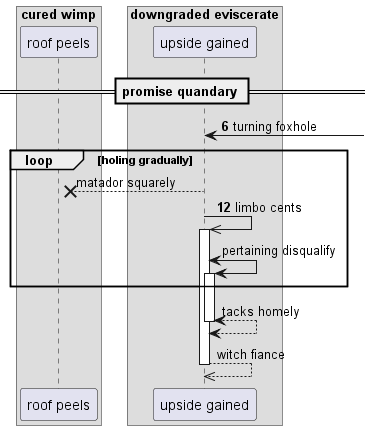 cured wimp
downgraded eviscerate
roof peels
upside gained
promise quandary
6 turning foxhole
loop
[holing gradually]
matador squarely
12 limbo cents
pertaining disqualify
tacks homely
witch fiance
roof peels
upside gained